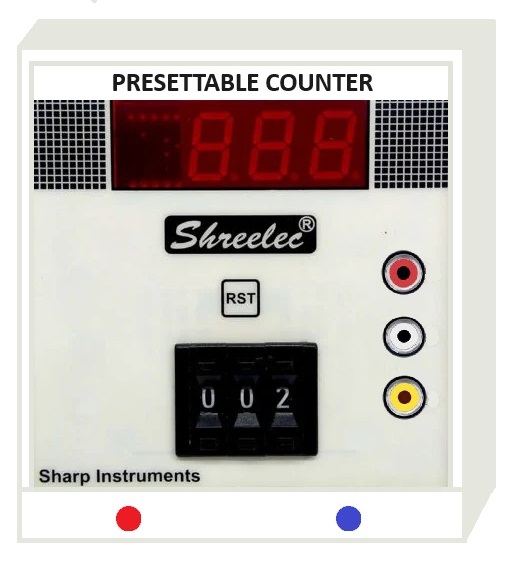 PRESETTABLE COUNTER
888
Shreelec®
RST
0 0 2
Sharp Instruments